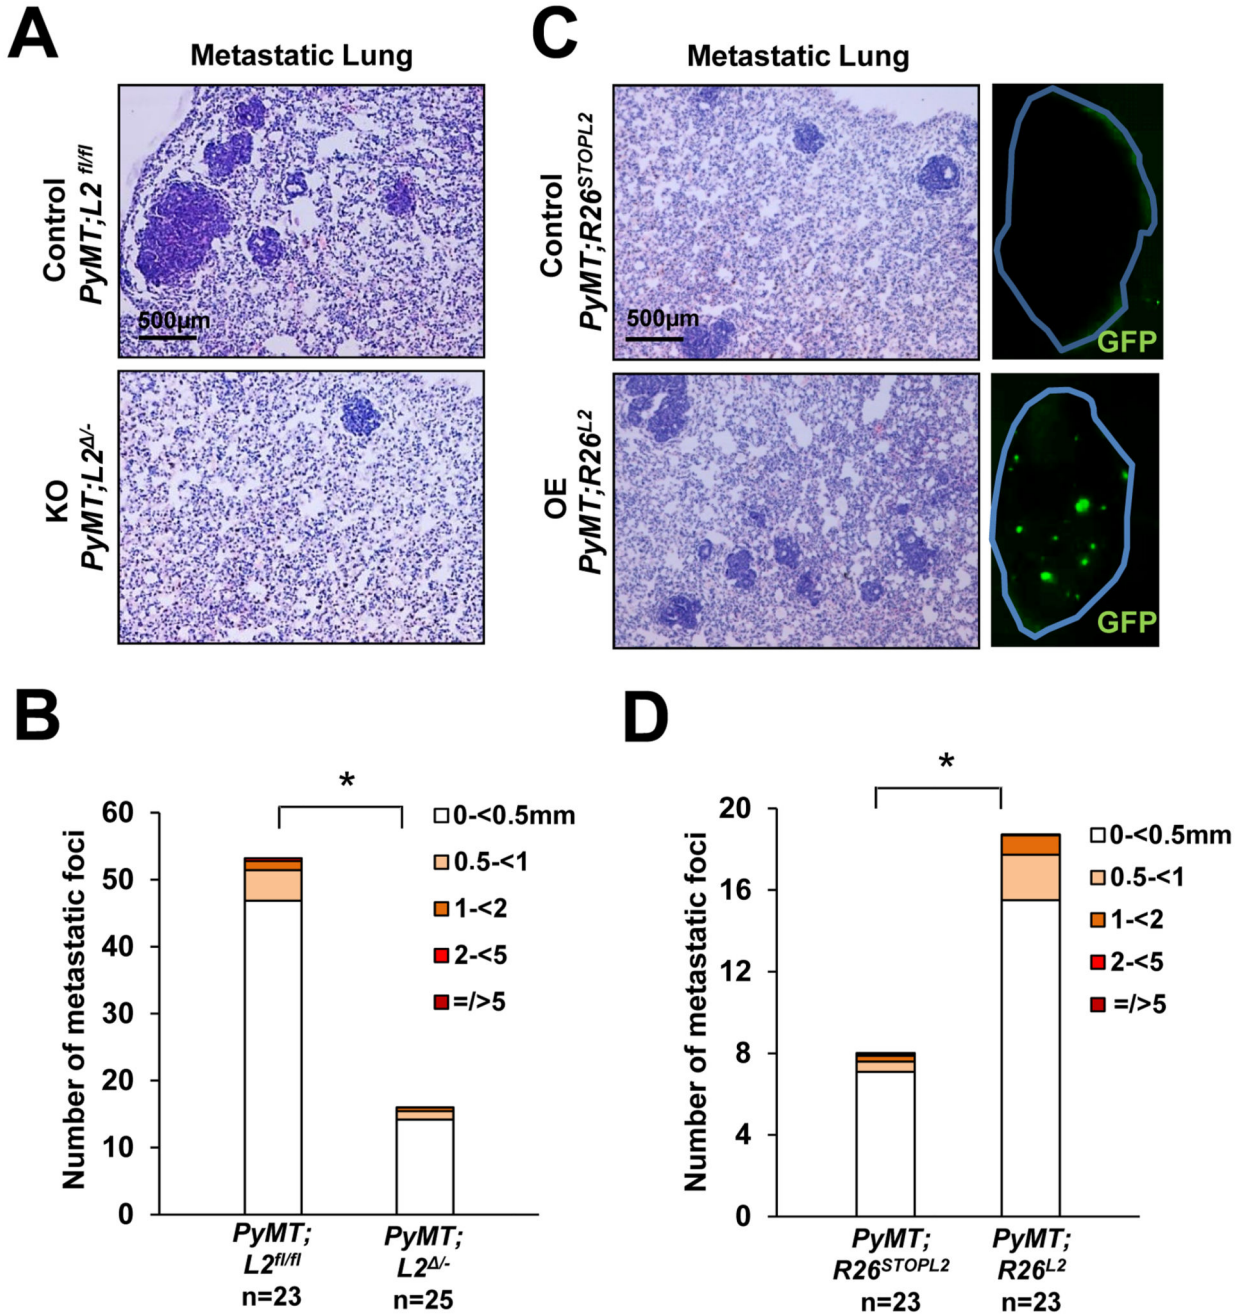 A
Metastatic Lung
Control
PyMT;L2 fl/fl
500μm
KO
PyMT;L2Δ/-
C
Metastatic Lung
Control
PyMT;R26STOPL2
500μm
GFP
OE
PyMT;R26L2
GFP
B
Number of metastatic foci
60
50
40
30
20
10
0
*
0-<0.5mm
0.5-<1
1-<2
2-<5
=/>5
PyMT;
L2fl/fl
n=23
PyMT;
L2Δ/-
n=25
D
Number of metastatic foci
20
16
12
8
4
0
*
0-<0.5mm
0.5-<1
1-<2
2-<5
=/>5
PyMT;
R26STOPL2
n=23
PyMT;
R26L2
n=23